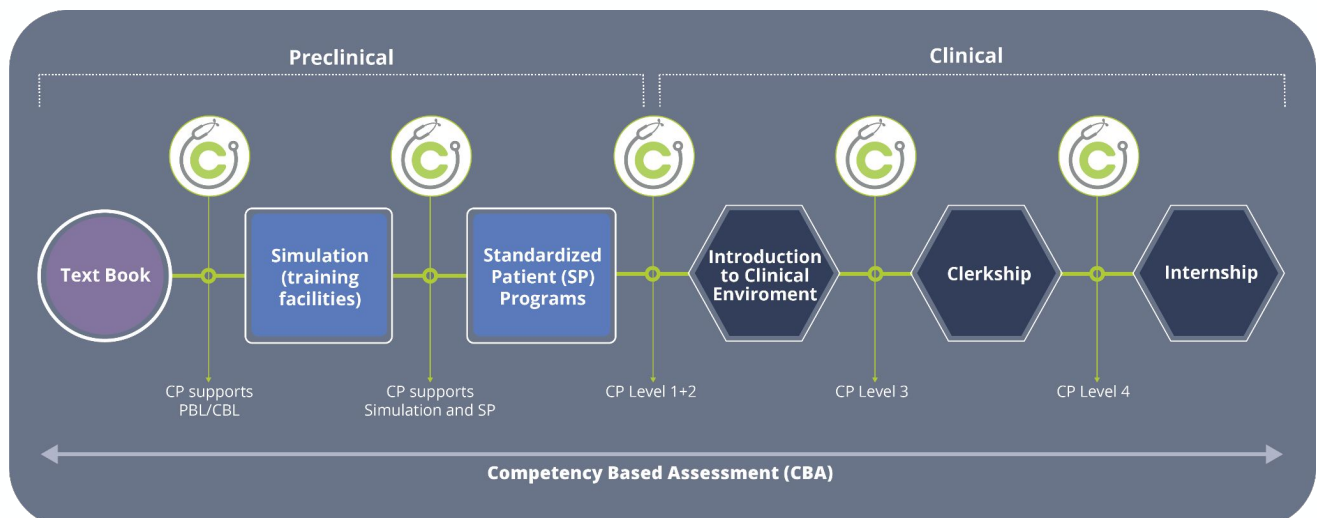 Preclinical
Clinical
C
C
C
C
C
Text Book
Simulation
(training
facilities)
Standardized
Patient (SP)
Programs
Introduction
to Clinical
Enviroment
Clerkship
Internship
CP supports
PBL/CBL
CP supports
Simulation and SP
CP Level 1+2
CP Level 3
CP Level 4
Competency Based Assessment (CBA)